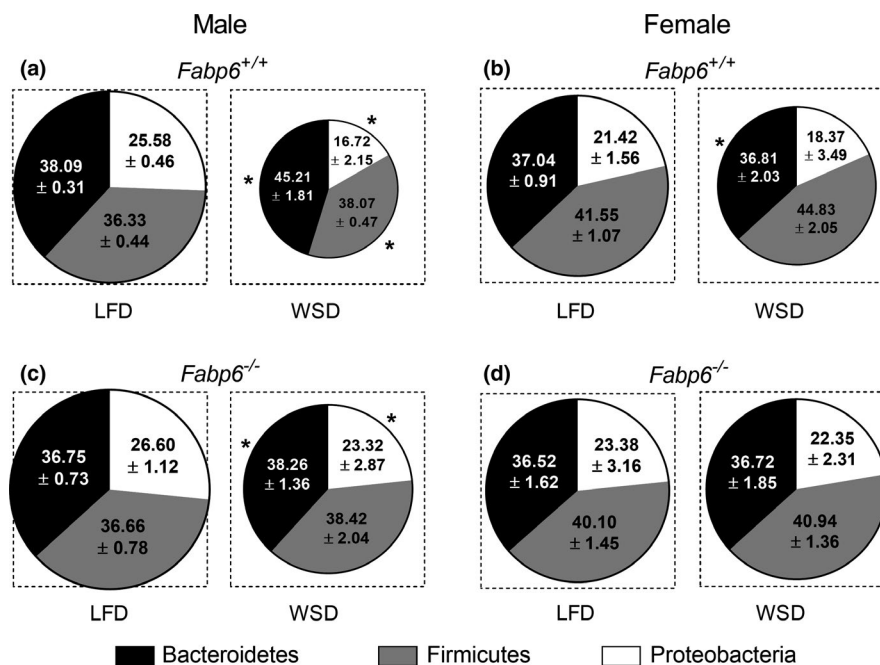 Male
Female
(a)
Fabp6+/+
38.09
± 0.31
25.58
± 0.46
36.33
± 0.44
LFD
*
16.72
± 2.15
*
45.21
± 1.81
38.07
± 0.47
*
WSD
(b)
Fabp6+/+
37.04
± 0.91
21.42
± 1.56
41.55
± 1.07
LFD
*
36.81
± 2.03
18.37
± 3.49
44.83
± 2.05
WSD
(c)
Fabp6-/-
36.75
± 0.73
26.60
± 1.12
36.66
± 0.78
LFD
*
*
38.26
± 1.36
23.32
± 2.87
38.42
± 2.04
WSD
(d)
Fabp6-/-
36.52
± 1.62
23.38
± 3.16
40.10
± 1.45
LFD
36.72
± 1.85
22.35
± 2.31
40.94
± 1.36
WSD
Bacteroidetes
Firmicutes
Proteobacteria